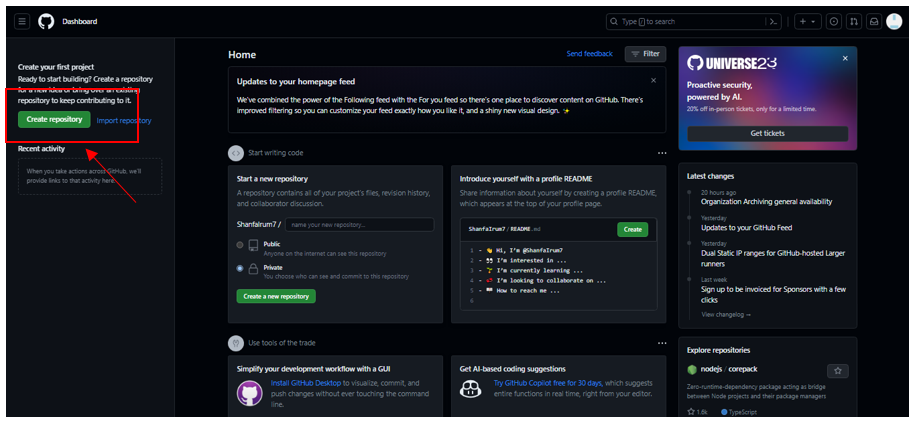 Dashboard
Type / to search
Create your first project
Ready to start building? Create a repository
for a new idea or bring over an existing
repository to keep contributing to it.
Create repository
Import repository
Recent activity
When you take actions across GitHub, we'll
provide links to that activity here.
Home
Send feedback
Filter
Updates to your homepage feed
We've combined the power of the Following feed with the For you feed so there's one place to discover content on GitHub. There's
improved filtering so you can customize your feed exactly how you like it, and a shiny new visual design. ✨
Start writing code
Start a new repository
A repository contains all of your project's files, revision history,
and collaborator discussion.
ShanfaIrum7 /
name your new repository...
Public
Anyone on the internet can see this repository
Private
You choose who can see and commit to this repository
Create a new repository
Introduce yourself with a profile README
Share information about yourself by creating a profile README,
which appears at the top of your profile page.
ShanfaIrum7 / README.md
Create
1 - 👋 Hi, I'm @ShanfaIrum7
2 - 👀 I'm interested in ...
3 - 🌱 I'm currently learning ...
4 - 💞️ I'm looking to collaborate on ...
5 - 📫 How to reach me ...
6
Use tools of the trade
Simplify your development workflow with a GUI
Install GitHub Desktop to visualize, commit, and
push changes without ever touching the command
line.
Get AI-based coding suggestions
Try GitHub Copilot free for 30 days, which suggests
entire functions in real time, right from your editor.
UNIVERSE23
Proactive security,
powered by AI.
20% off in-person tickets, only for a limited time.
Get tickets
Latest changes
20 hours ago
Organization Archiving general availability
Yesterday
Updates to your GitHub Feed
Yesterday
Dual Static IP ranges for GitHub-hosted Larger
runners
Last week
Sign up to be invoiced for Sponsors with a few
clicks
View changelog →
Explore repositories
nodejs / corepack
Zero-runtime-dependency package acting as bridge
between Node projects and their package managers
1.6k
TypeScript